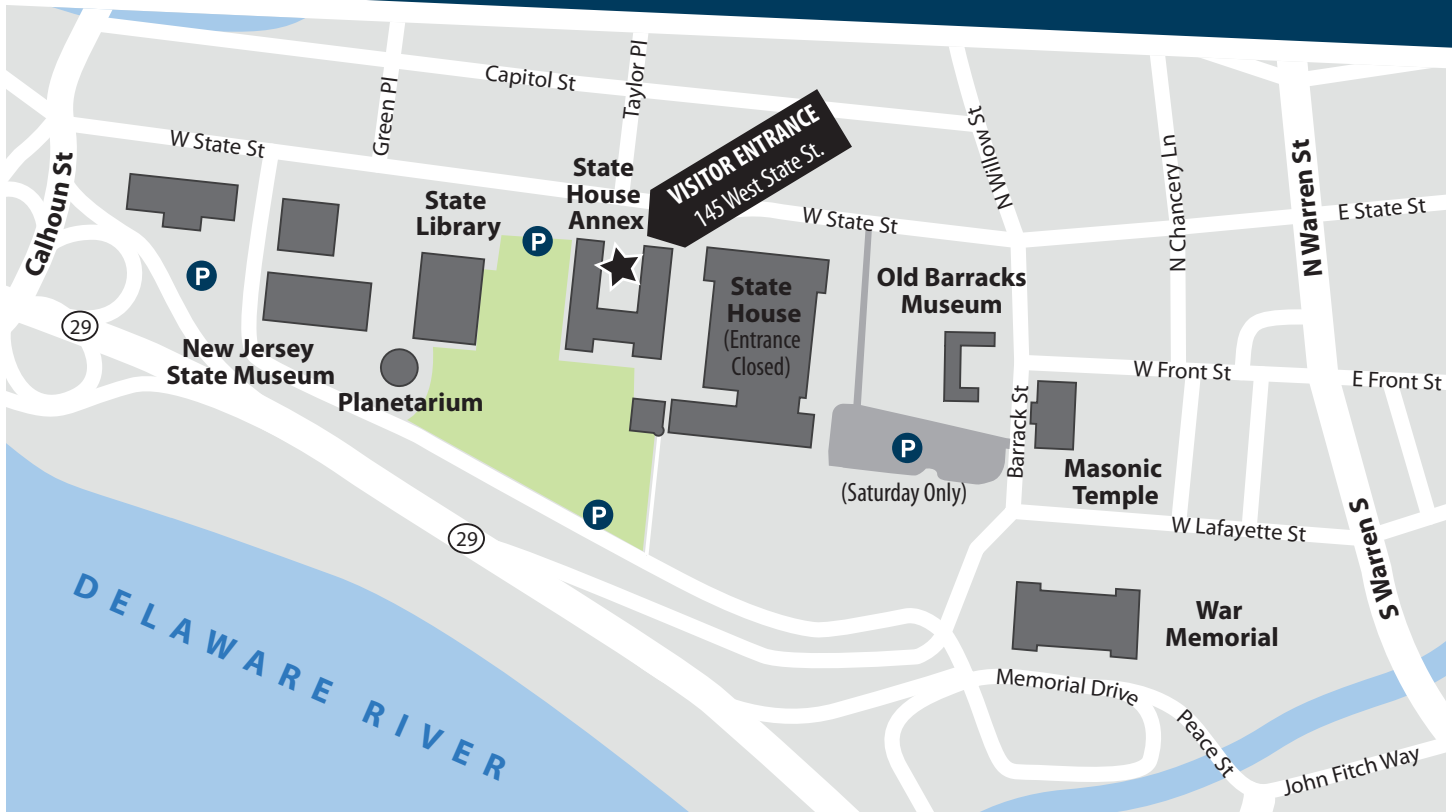 Capitol St
Taylor Pl
Green Pl
W State St
Calhoun St
VISITOR ENTRANCE
145 West State St.
State
House
Annex
State
Library
P
P
P
W State St
N Willow St
N Chancery Ln
N Warren St
E State St
State
House
(Entrance
Closed)
Old Barracks
Museum
29
New Jersey
State Museum
Planetarium
W Front St
E Front St
Barrack St
P
(Saturday Only)
Masonic
Temple
W Lafayette St
S Warren S
29
DELAWARE RIVER
War
Memorial
Memorial Drive
Peace St
John Fitch Way